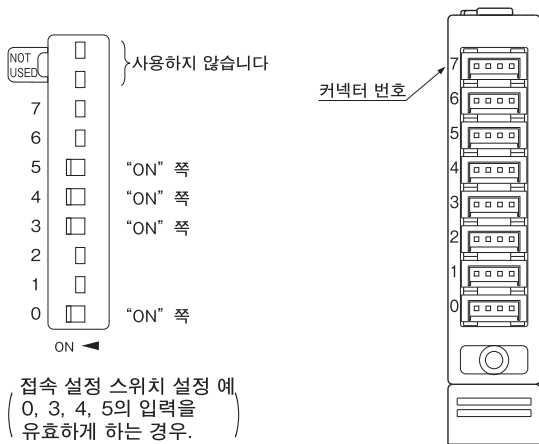 NOT
USED
사용하지 않습니다
7
6
5 “ON” 쪽
4 “ON” 쪽
3 “ON” 쪽
2
1
0 “ON” 쪽
ON
접속 설정 스위치 설정 예
0, 3, 4, 5의 입력을
유효하게 하는 경우.
커넥터 번호
7
6
5
4
3
2
1
0